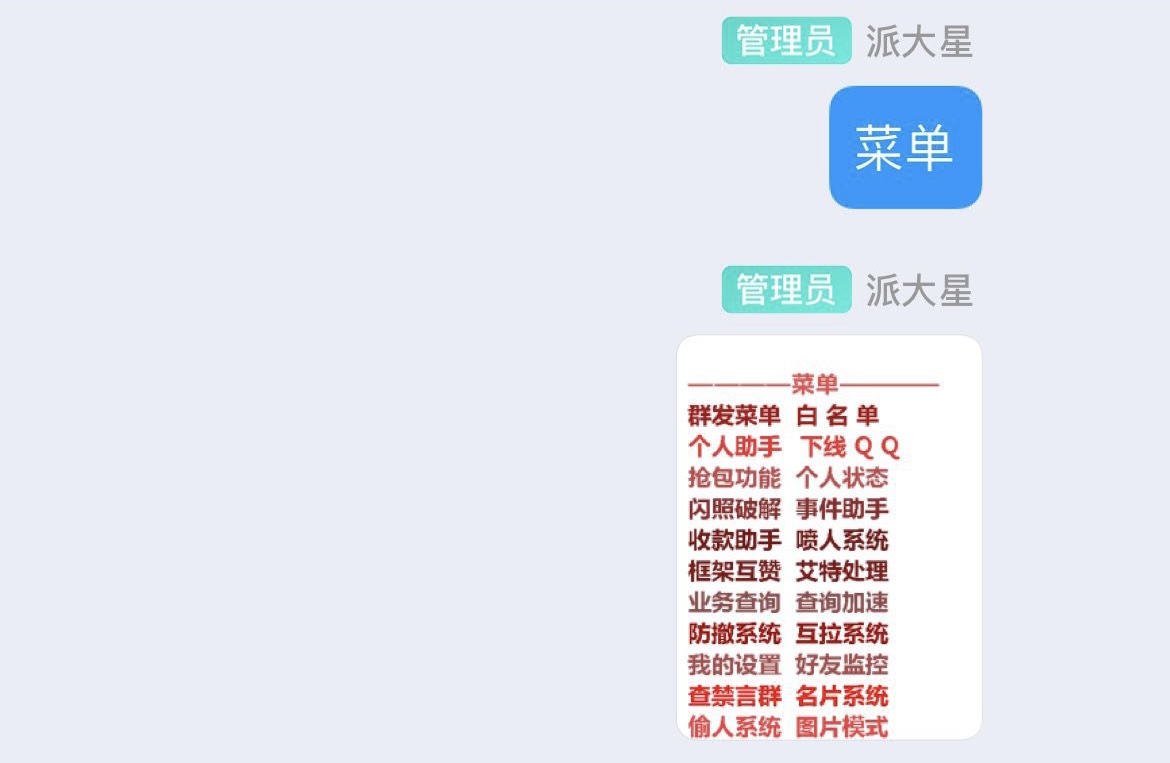 管理员 派大星
菜单
管理员 派大星
————菜单————
群发菜单 白 名 单
个人助手 下线 Q Q
抢包功能 个人状态
闪照破解 事件助手
收款助手 喷人系统
框架互赞 艾特处理
业务查询 查询加速
防撤系统 互拉系统
我的设置 好友监控
查禁言群 名片系统
偷人系统 图片模式